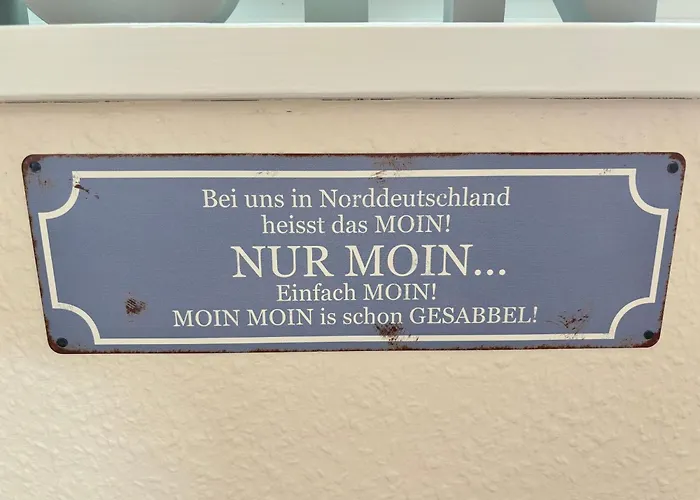 Bei uns in Norddeutschland
heisst das MOIN!
NUR MOIN...
Einfach MOIN!
MOIN MOIN is schon GESABBEL!